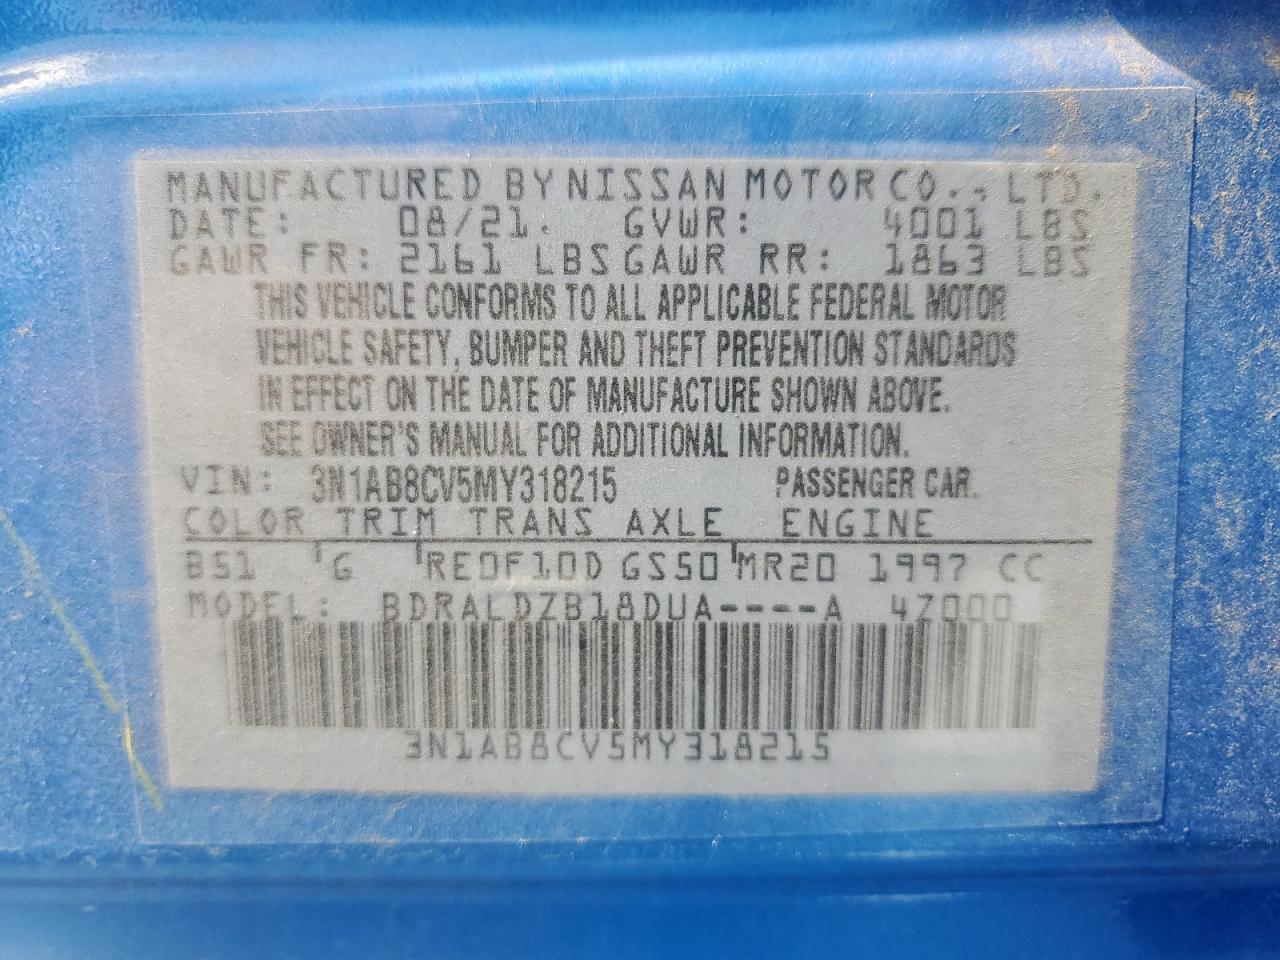 MANUFACTURED BY NISSAN MOTOR CO., LTD.
DATE: 08/21. GVWR: 4001 LBS
GAWR FR: 2161 LBS GAWR RR: 1863 LBS
THIS VEHICLE CONFORMS TO ALL APPLICABLE FEDERAL MOTOR
VEHICLE SAFETY, BUMPER AND THEFT PREVENTION STANDARDS
IN EFFECT ON THE DATE OF MANUFACTURE SHOWN ABOVE.
SEE OWNER'S MANUAL FOR ADDITIONAL INFORMATION.
VIN: 3N1AB8CV5MY318215 PASSENGER CAR.
COLOR TRIM TRANS AXLE ENGINE
B51 G RE0F10D GS50 MR20 1997 CC
MODEL: BDRALDZB18DUA----A 4Z000
3N1AB8CV5MY318215